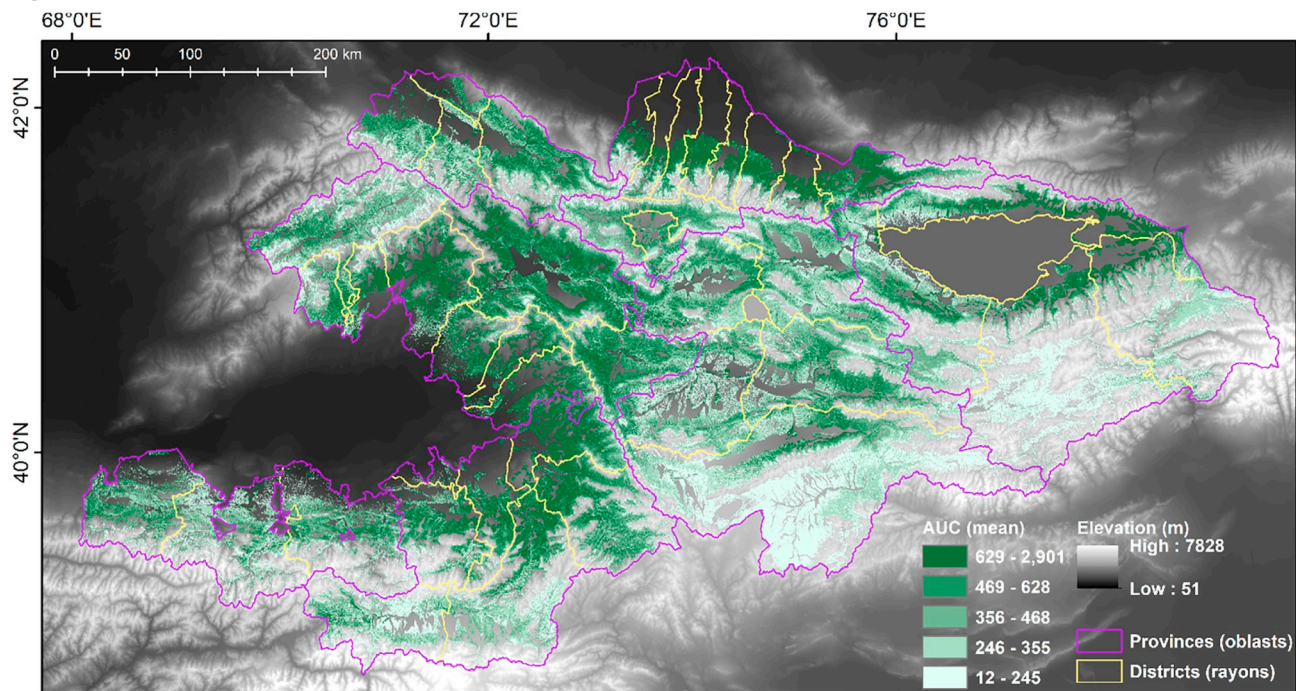 68°0'E 72°0'E 76°0'E
0 50 100 200 km
42°0'N
40°0'N
AUC (mean)
629 - 2,901
469 - 628
356 - 468
246 - 355
12 - 245
Elevation (m)
High : 7828
Low : 51
Provinces (oblasts)
Districts (rayons)